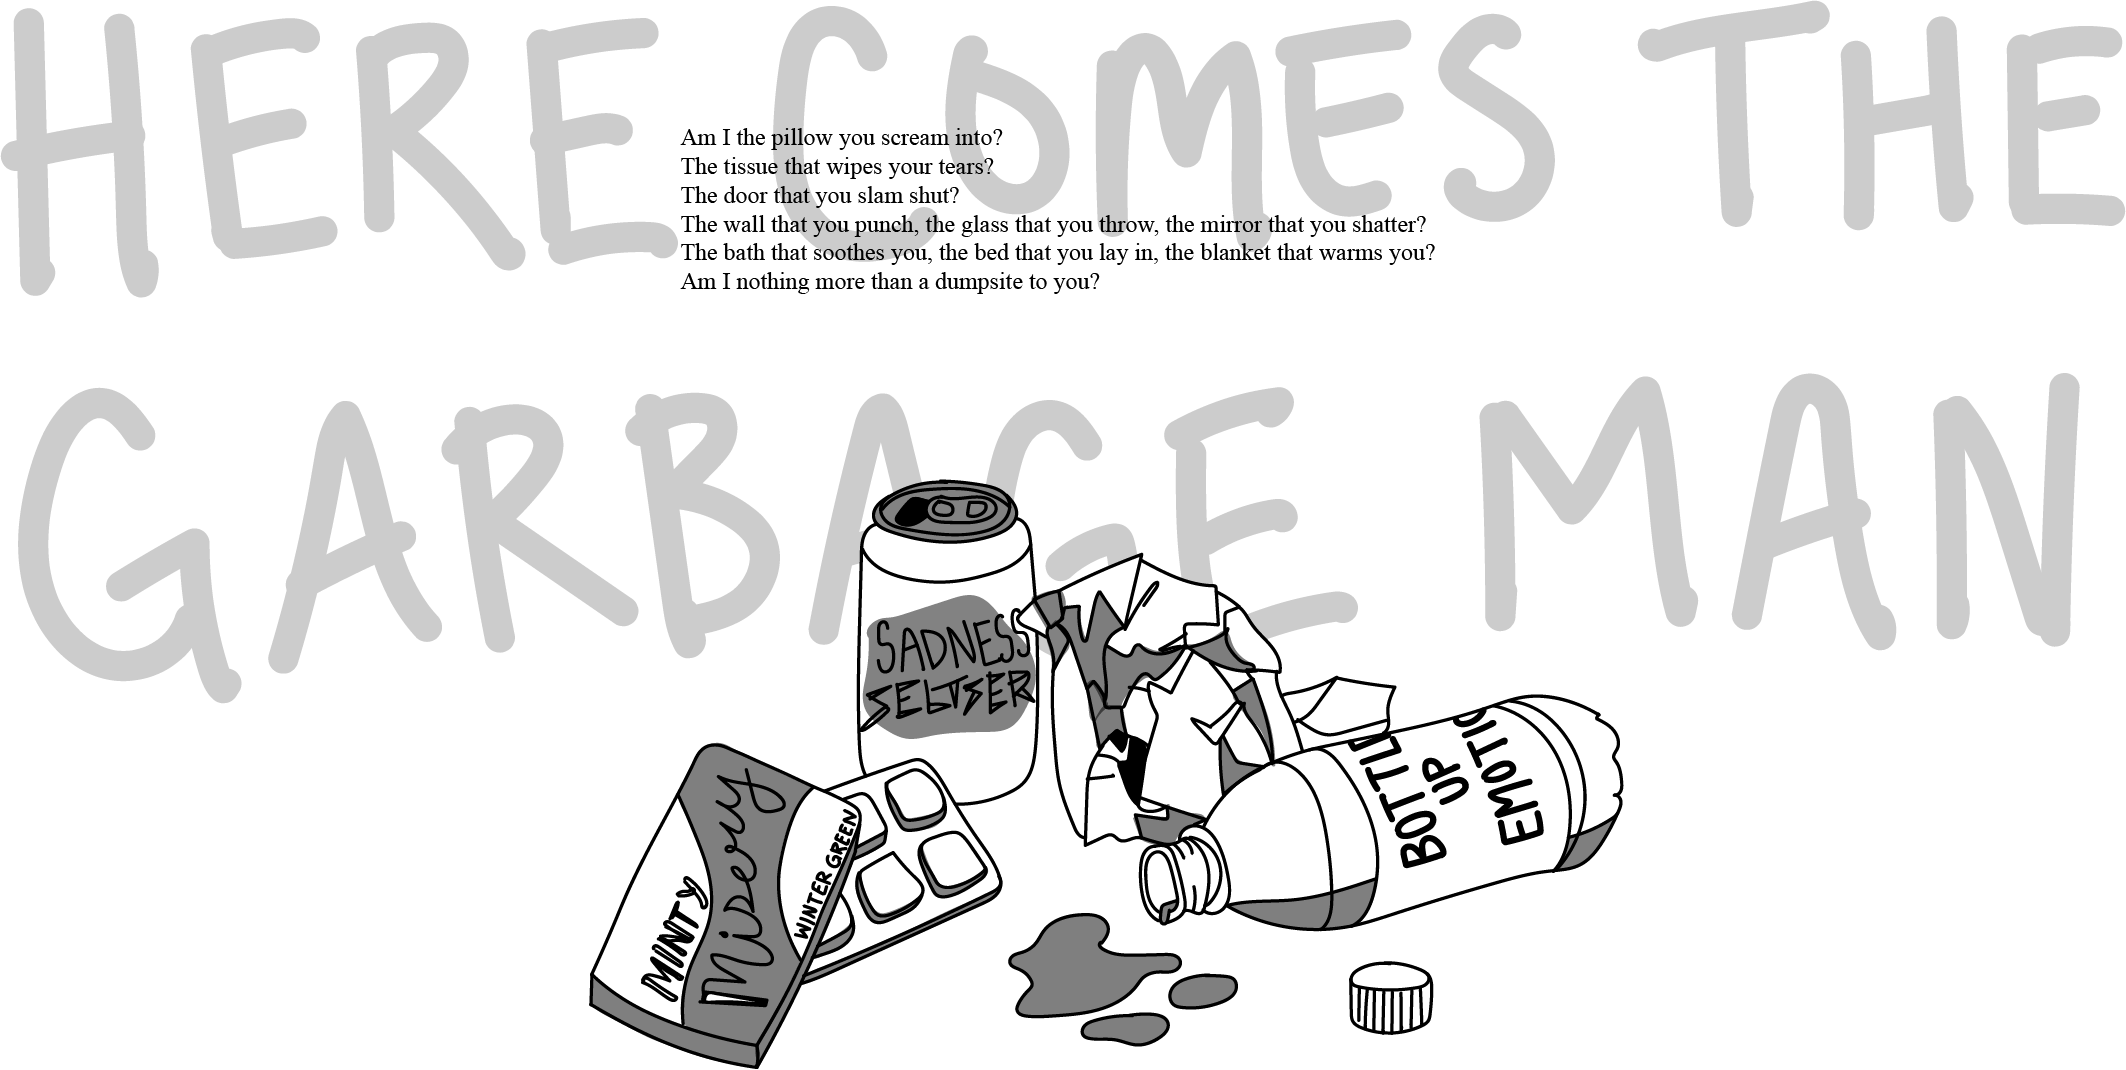 HERE COMES THE
Am I the pillow you scream into?
The tissue that wipes your tears?
The door that you slam shut?
The wall that you punch, the glass that you throw, the mirror that you shatter?
The bath that soothes you, the bed that you lay in, the blanket that warms you?
Am I nothing more than a dumpsite to you?
GARBAGE MAN
SADNESS
SELTSER
MINTY
Misery
WINTER GREEN
BOTTLE
UP
EMOTIO